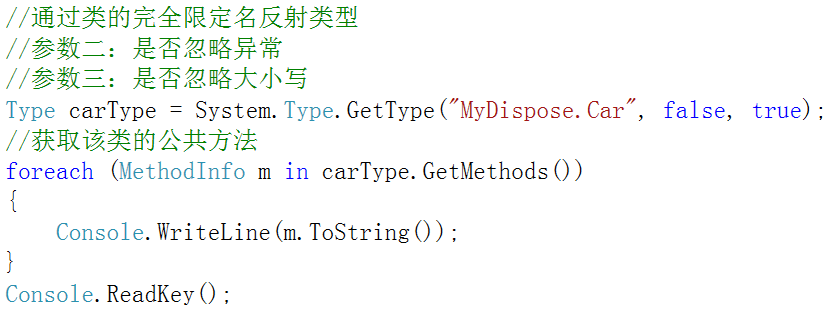 //通过类的完全限定名反射类型
//参数二：是否忽略异常
//参数三：是否忽略大小写
Type carType = System.Type.GetType("MyDispose.Car", false, true);
//获取该类的公共方法
foreach (MethodInfo m in carType.GetMethods())
{
    Console.WriteLine(m.ToString());
}
Console.ReadKey();